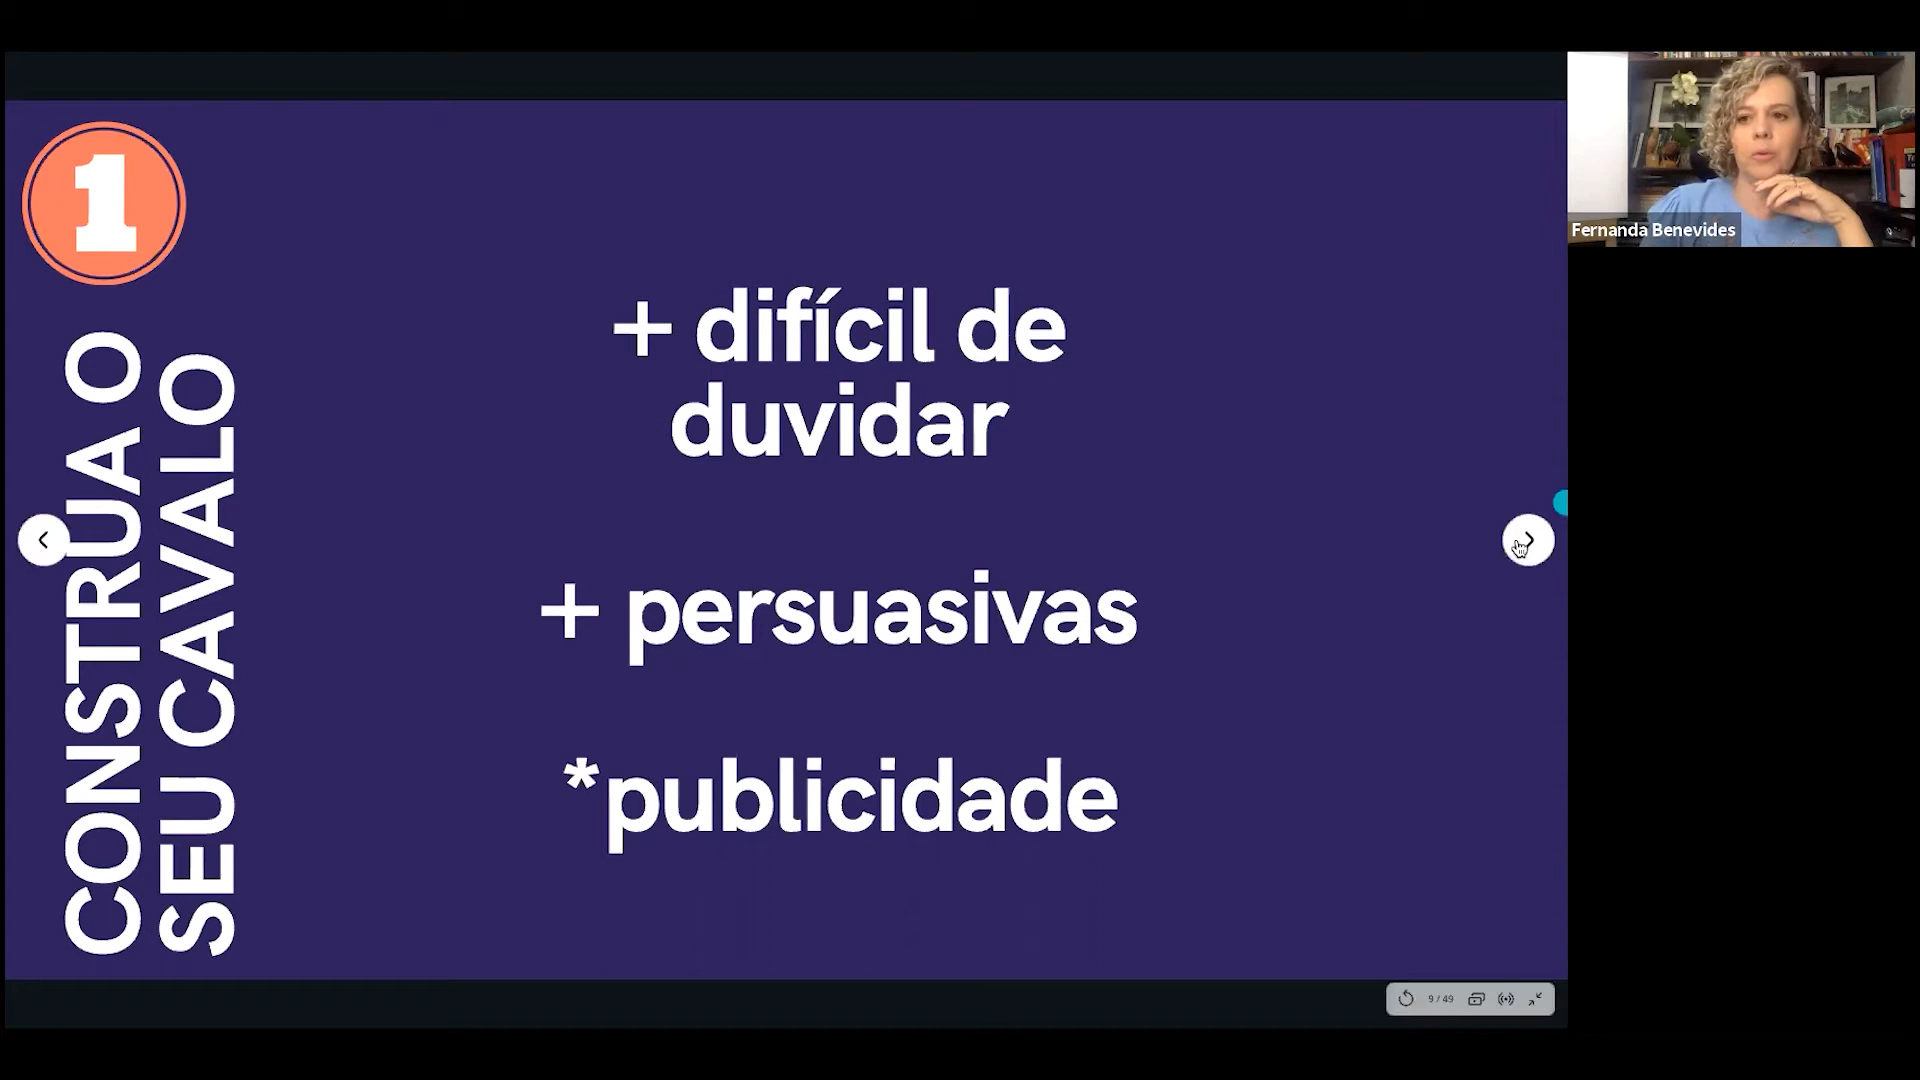 1
CONSTRUA O
SEU CAVALO
+ difícil de
duvidar
+ persuasivas
*publicidade
Fernanda Benevides
9 / 49